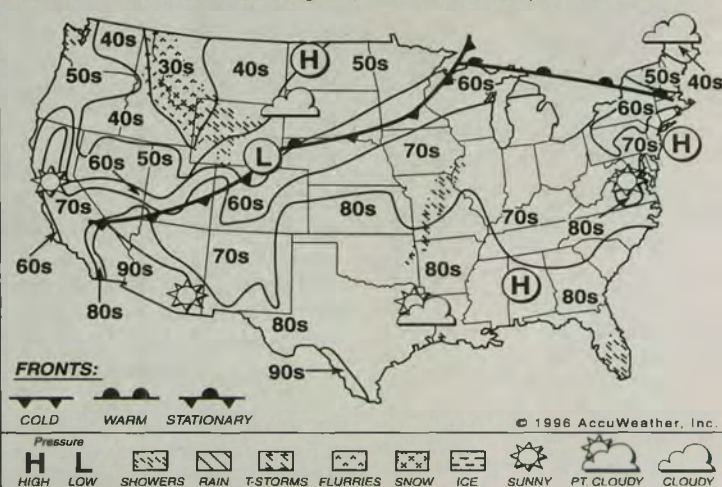 40s
50s
30s
40s
H
50s
50s
40s
60s
60s
70s
H
40s
60s
50s
L
60s
70s
80s
70s
80s
70s
60s
80s
90s
70s
80s
H
80s
80s
90s
FRONTS:
COLD WARM STATIONARY
© 1996 AccuWeather, Inc.
Pressure
H L
HIGH LOW SHOWERS RAIN T-STORMS FLURRIES SNOW ICE SUNNY PT. CLOUDY CLOUDY